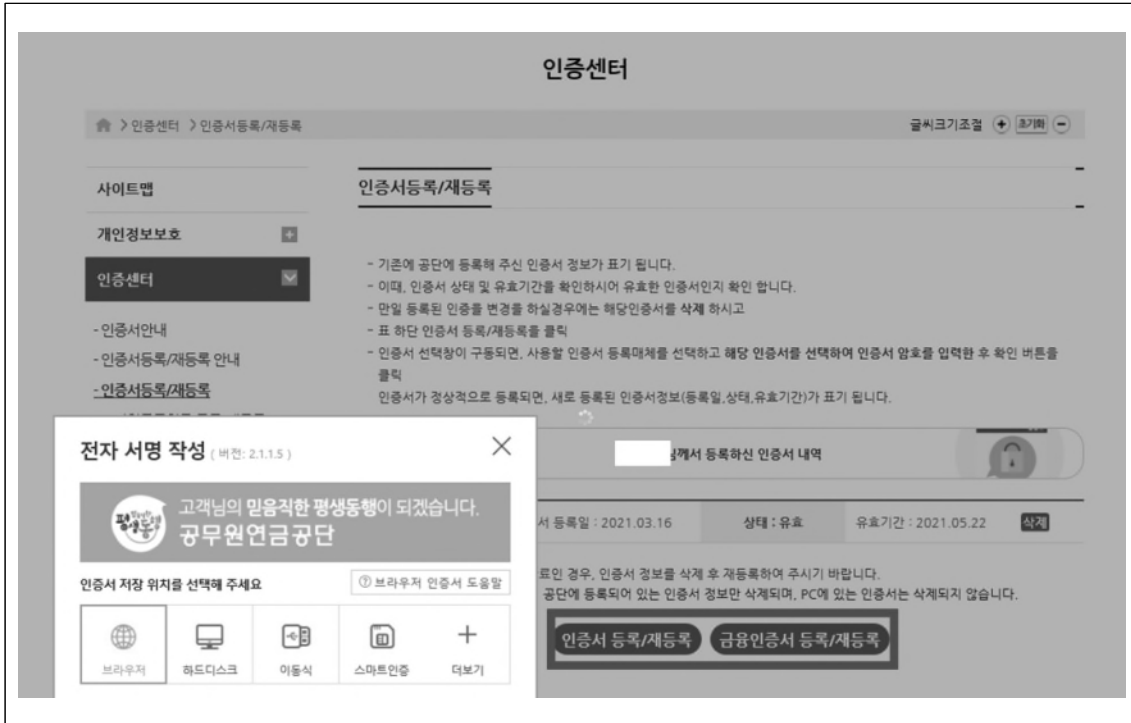 인증센터
> 인증센터 > 인증서등록/재등록
글씨크기조절 + 초기화 -
사이트맵
개인정보보호 +
인증센터
- 인증서안내
- 인증서등록/재등록 안내
- 인증서등록/재등록
인증서등록/재등록
- 기존에 공단에 등록해 주신 인증서 정보가 표기 됩니다.
- 이때, 인증서 상태 및 유효기간을 확인하시어 유효한 인증서인지 확인 합니다.
- 만일 등록된 인증을 변경을 하실경우에는 해당인증서를 삭제 하시고
- 표 하단 인증서 등록/재등록을 클릭
- 인증서 선택창이 구동되면, 사용할 인증서 등록매체를 선택하고 해당 인증서를 선택하여 인증서 암호를 입력한 후 확인 버튼을
클릭
인증서가 정상적으로 등록되면, 새로 등록된 인증서정보(등록일,상태,유효기간)가 표기 됩니다.
님께서 등록하신 인증서 내역
서 등록일 : 2021.03.16 상태 : 유효 유효기간 : 2021.05.22 삭제
료인 경우, 인증서 정보를 삭제 후 재등록하여 주시기 바랍니다.
공단에 등록되어 있는 인증서 정보만 삭제되며, PC에 있는 인증서는 삭제되지 않습니다.
인증서 등록/재등록 금융인증서 등록/재등록
전자 서명 작성 ( 버전: 2.1.1.5 )
평생동행
고객님의 믿음직한 평생동행이 되겠습니다.
공무원연금공단
인증서 저장 위치를 선택해 주세요 ? 브라우저 인증서 도움말
브라우저 하드디스크 이동식 스마트인증 더보기